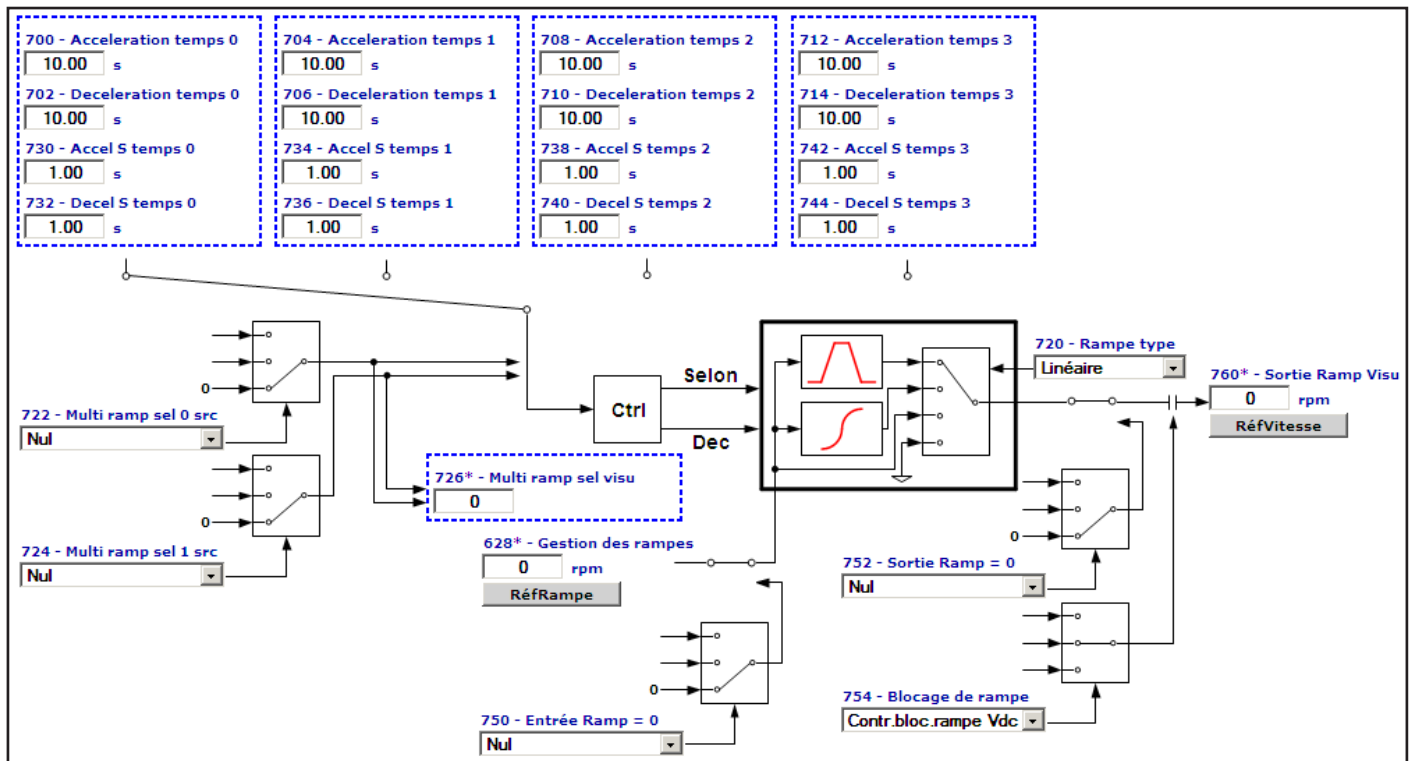 700 - Acceleration temps 0
10.00 s
702 - Deceleration temps 0
10.00 s
730 - Accel S temps 0
1.00 s
732 - Decel S temps 0
1.00 s
704 - Acceleration temps 1
10.00 s
706 - Deceleration temps 1
10.00 s
734 - Accel S temps 1
1.00 s
736 - Decel S temps 1
1.00 s
708 - Acceleration temps 2
10.00 s
710 - Deceleration temps 2
10.00 s
738 - Accel S temps 2
1.00 s
740 - Decel S temps 2
1.00 s
712 - Acceleration temps 3
10.00 s
714 - Deceleration temps 3
10.00 s
742 - Accel S temps 3
1.00 s
744 - Decel S temps 3
1.00 s
0
722 - Multi ramp sel 0 src
Nul
0
724 - Multi ramp sel 1 src
Nul
Ctrl
Selon
Dec
726* - Multi ramp sel visu
0
628* - Gestion des rampes
0 rpm
RéfRampe
0
750 - Entrée Ramp = 0
Nul
720 - Rampe type
Linéaire
760* - Sortie Ramp Visu
0 rpm
RéfVitesse
0
752 - Sortie Ramp = 0
Nul
754 - Blocage de rampe
Contr.bloc.rampe Vdc